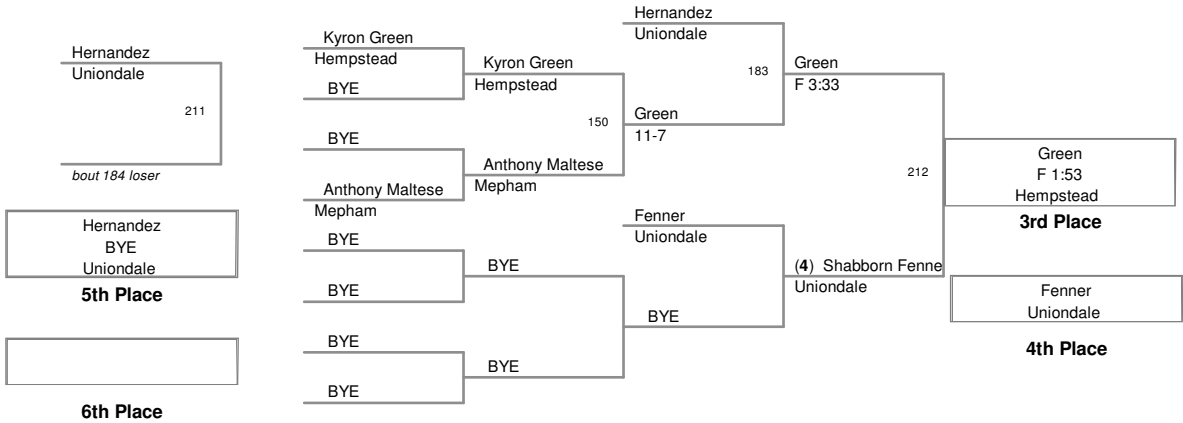 Hernandez
Uniondale
211
bout 184 loser
Hernandez
BYE
Uniondale
5th Place
6th Place
Kyron Green
Hempstead
BYE
BYE
Anthony Maltese
Mepham
BYE
BYE
BYE
BYE
Kyron Green
Hempstead
150
Anthony Maltese
Mepham
BYE
BYE
Hernandez
Uniondale
183
Green
11-7
Fenner
Uniondale
BYE
Green
F 3:33
212
(4) Shabborn Fenne
Uniondale
Green
F 1:53
Hempstead
3rd Place
Fenner
Uniondale
4th Place